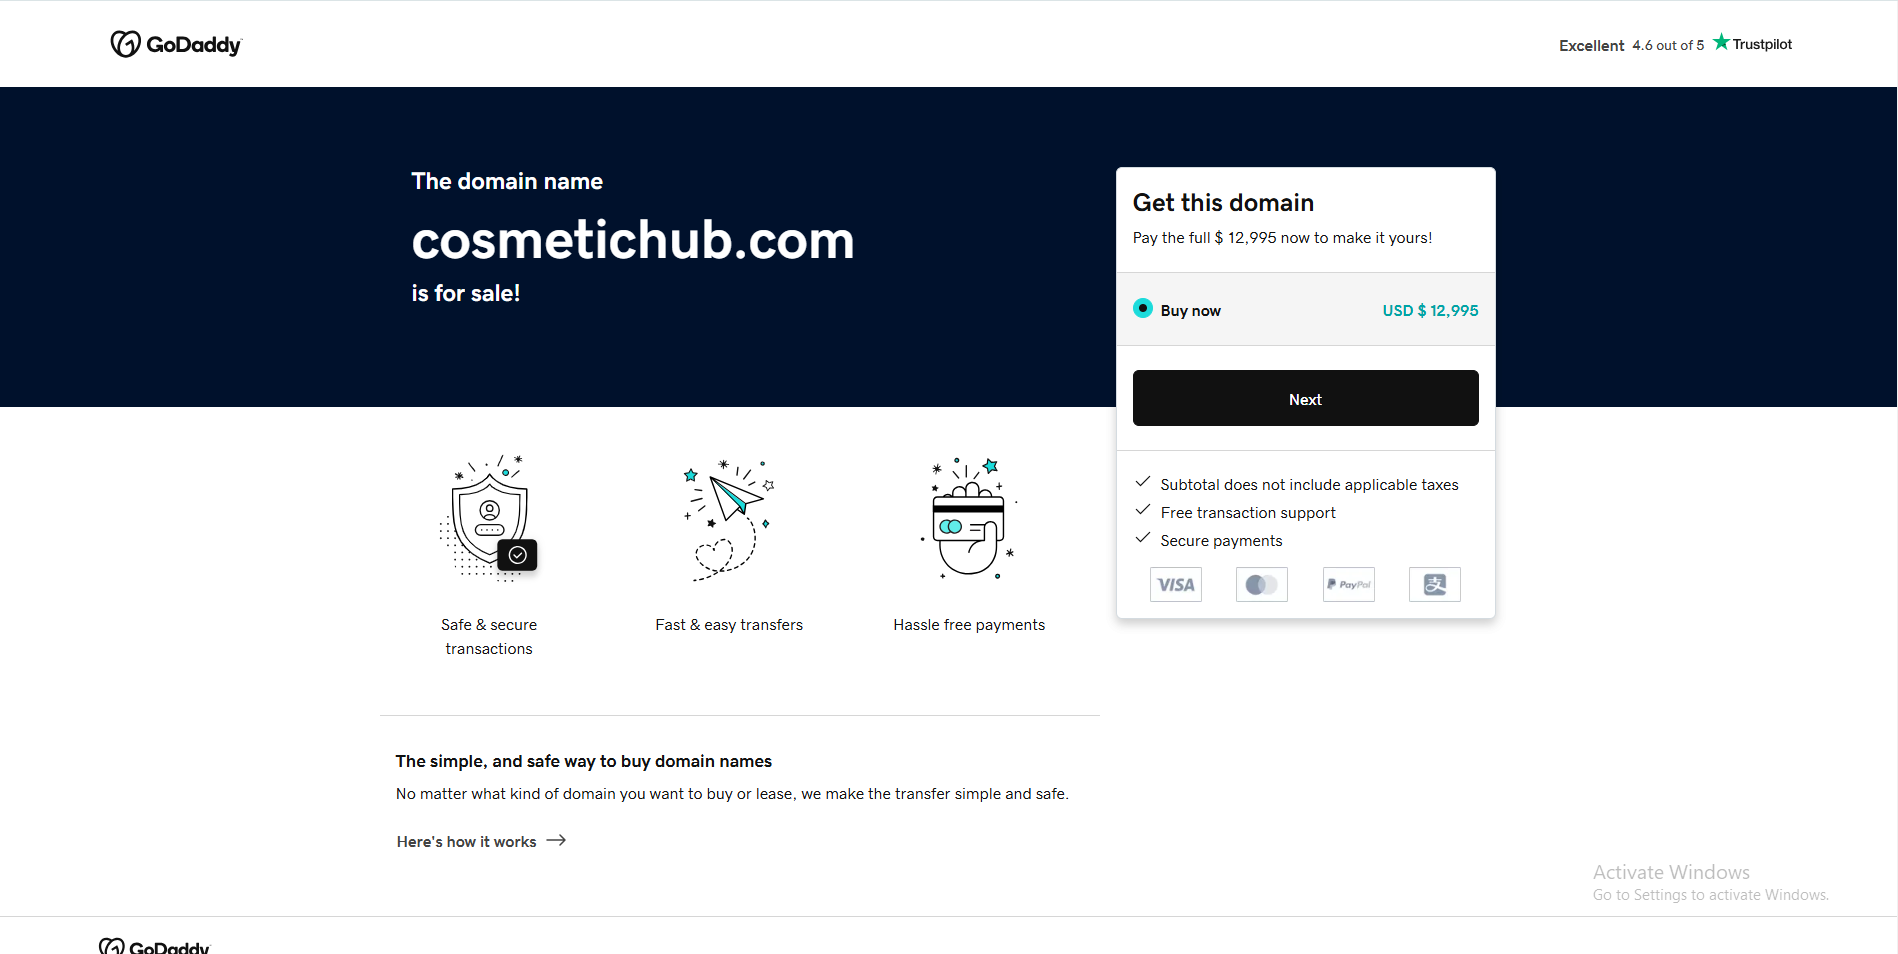 GoDaddy
Excellent 4.6 out of 5 Trustpilot
The domain name
cosmetichub.com
is for sale!
Get this domain
Pay the full $ 12,995 now to make it yours!
Buy now USD $ 12,995
Next
Subtotal does not include applicable taxes
Free transaction support
Secure payments
VISA PayPal 支
Safe & secure
transactions
Fast & easy transfers
Hassle free payments
The simple, and safe way to buy domain names
No matter what kind of domain you want to buy or lease, we make the transfer simple and safe.
Here's how it works
Activate Windows
Go to Settings to activate Windows.
GoDaddy